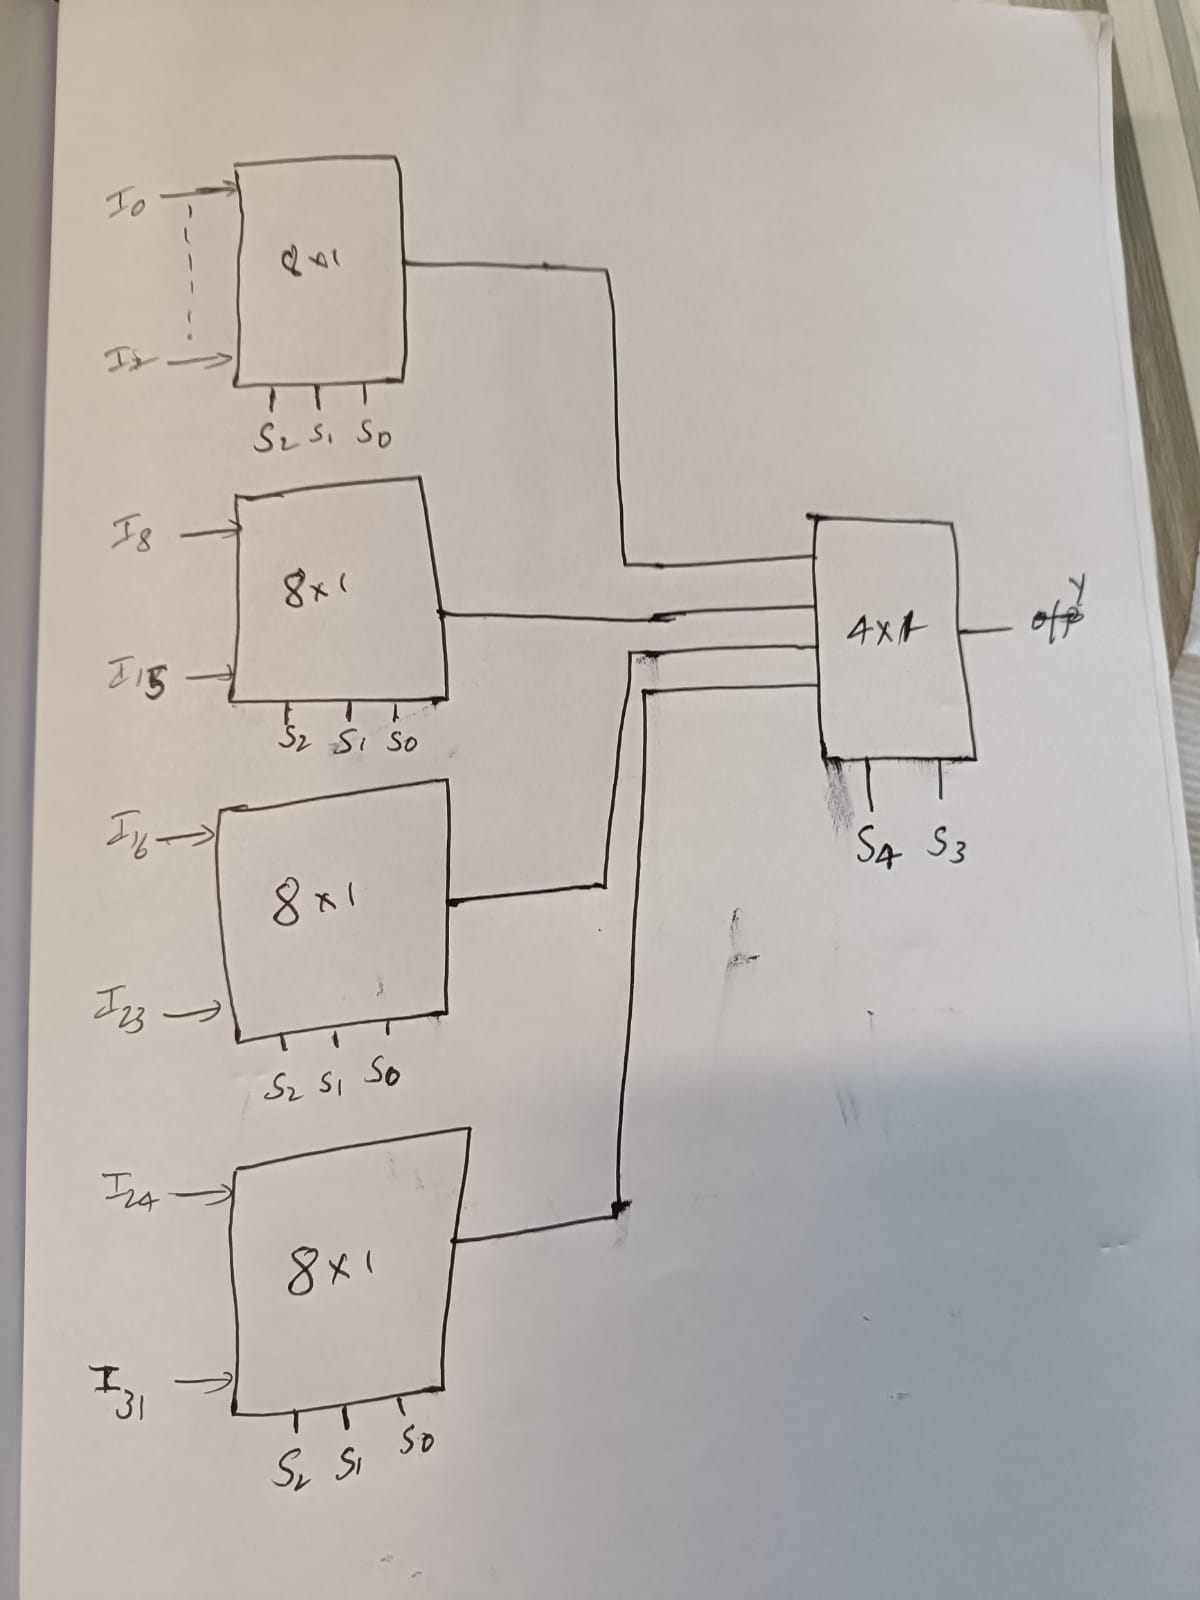 I0
8x1
I7
S2 S1 S0
I8
8x1
I15
S2 S1 S0
I16
8x1
I23
S2 S1 S0
I24
8x1
I31
S2 S1 S0
4x1
Y
S4 S3